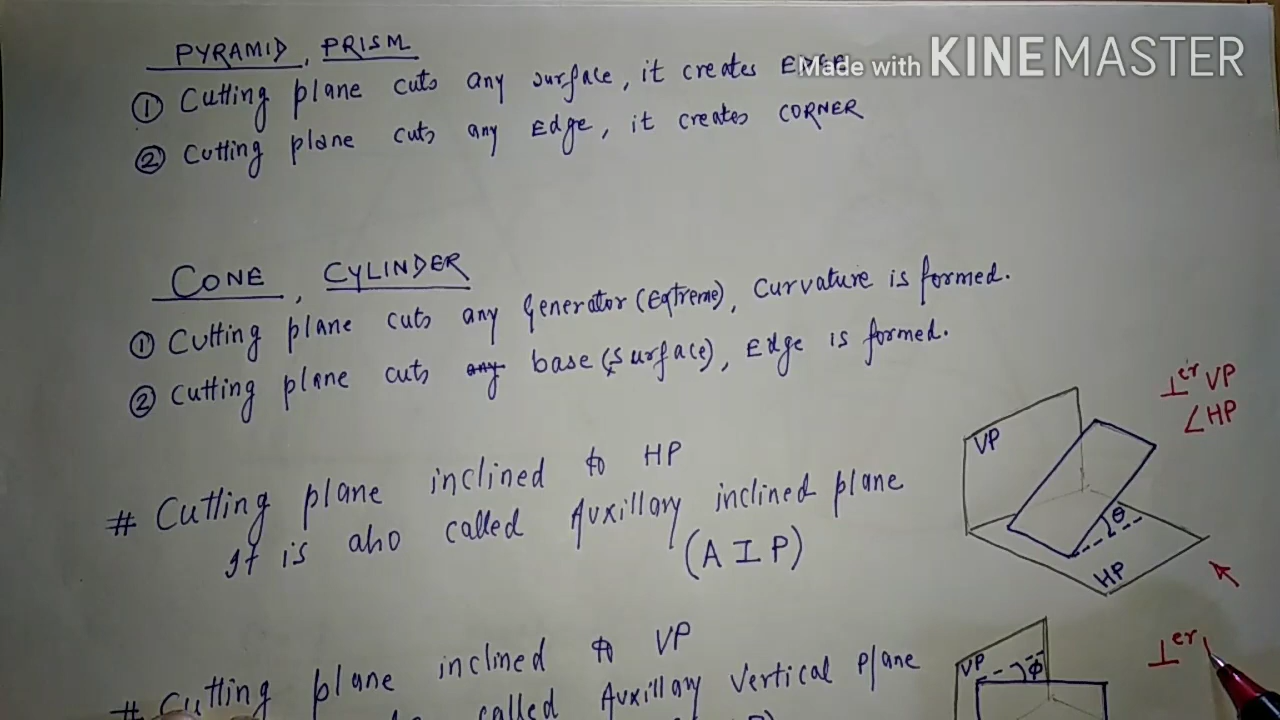 PYRAMID, PRISM
Made with KINEMASTER
① Cutting plane cuts any surface, it creates EDGE
② Cutting plane cuts any Edge, it creates CORNER
CONE, CYLINDER
① Cutting plane cuts any Generator (Extreme), Curvature is formed.
② Cutting plane cuts any base (Surface), Edge is formed.
⊥er VP
∠HP
VP
θ
HP
# Cutting plane inclined to HP
It is also called Auxillary inclined plane
(AIP)
# Cutting plane inclined to VP
called Auxillary Vertical plane
VP
φ
⊥er